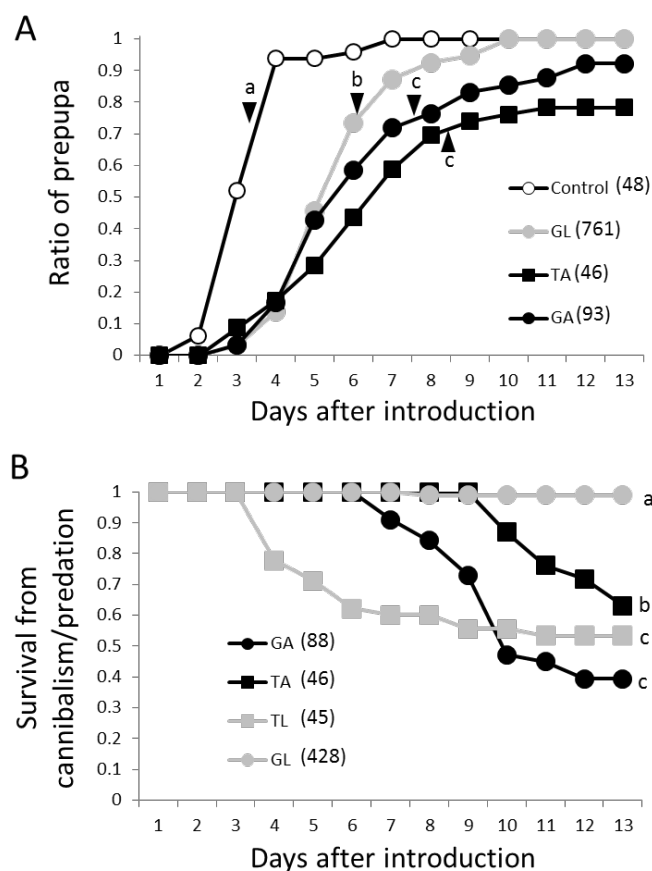 A
Ratio of prepupa
1
0.9
0.8
0.7
0.6
0.5
0.4
0.3
0.2
0.1
0
a
b
c
c
Control (48)
GL (761)
TA (46)
GA (93)
1 2 3 4 5 6 7 8 9 10 11 12 13
Days after introduction
B
Survival from
cannibalism/predation
1
0.9
0.8
0.7
0.6
0.5
0.4
0.3
0.2
0.1
0
a
b
c
c
GA (88)
TA (46)
TL (45)
GL (428)
1 2 3 4 5 6 7 8 9 10 11 12 13
Days after introduction